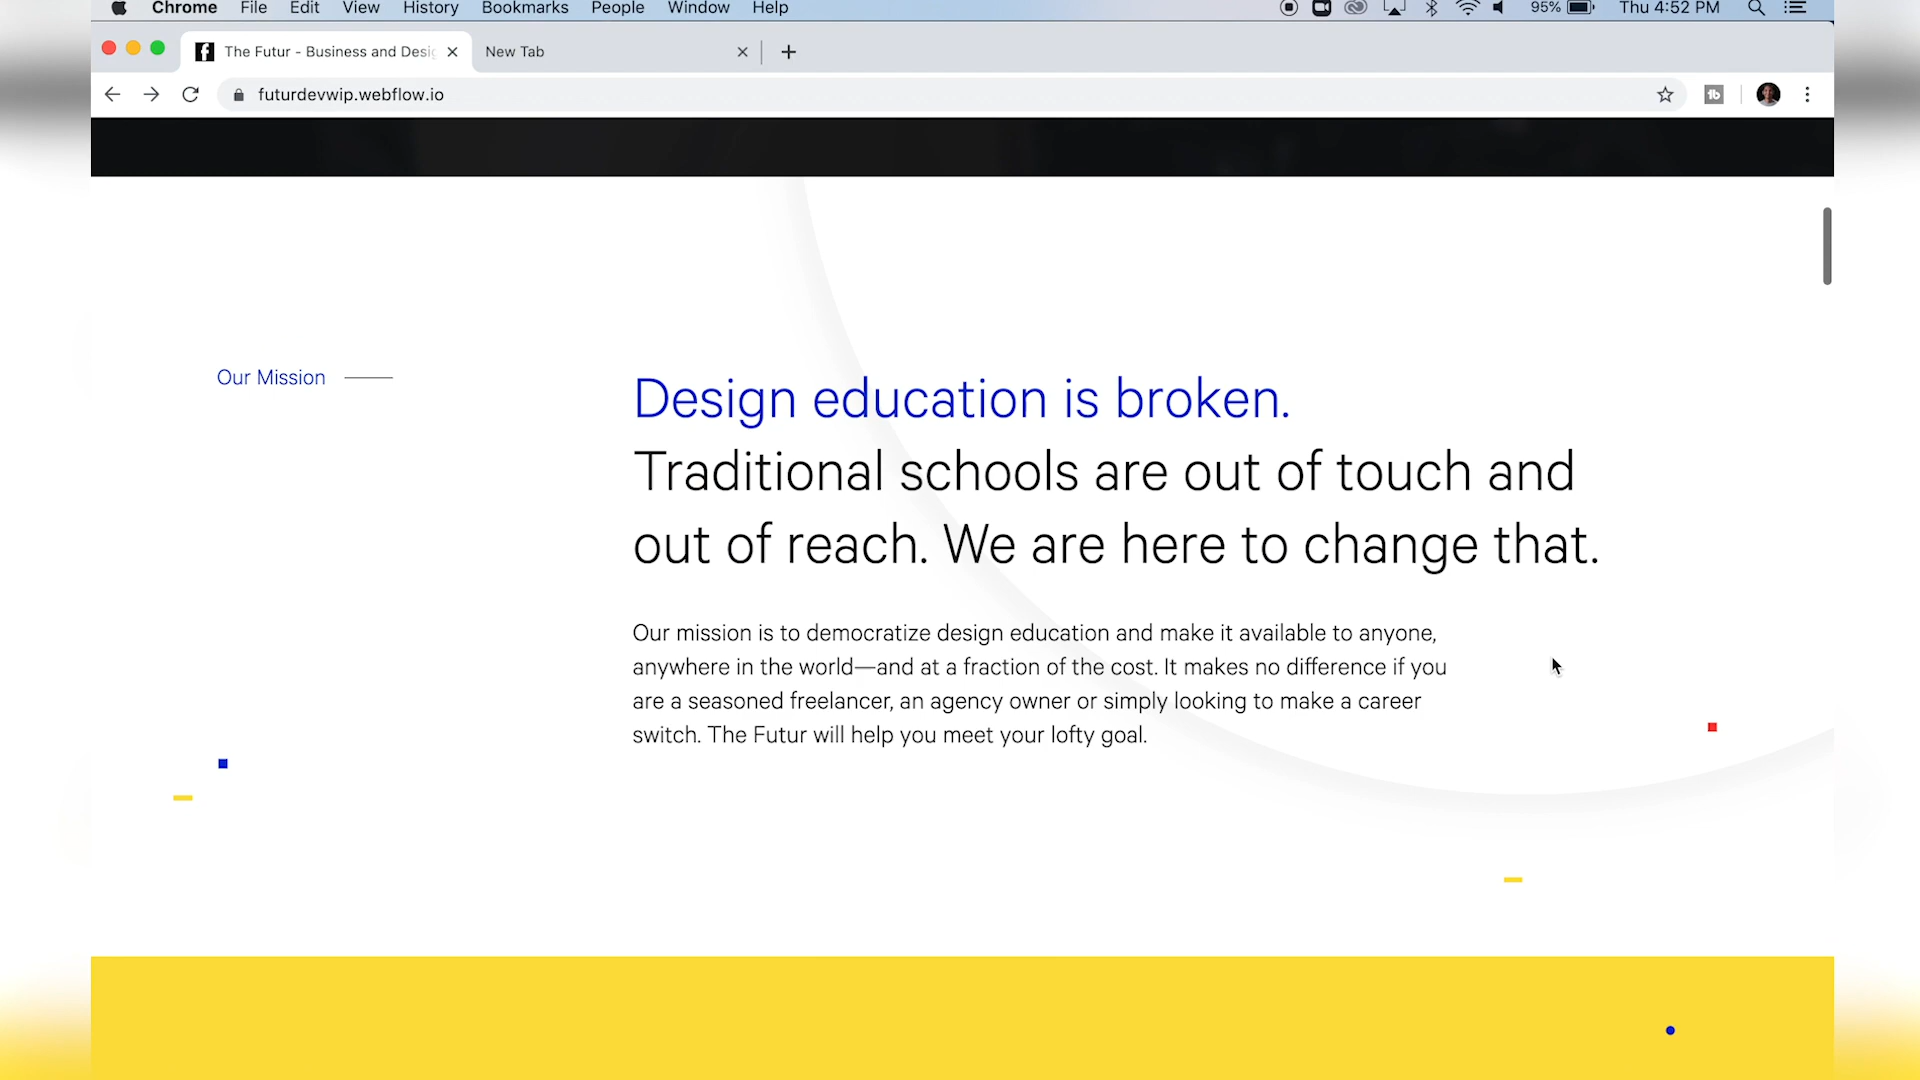 Chrome File Edit View History Bookmarks People Window Help 95% Thu 4:52 PM
The Futur - Business and Desig New Tab
futurdevwip.webflow.io
Our Mission
Design education is broken.
Traditional schools are out of touch and
out of reach. We are here to change that.
Our mission is to democratize design education and make it available to anyone,
anywhere in the world—and at a fraction of the cost. It makes no difference if you
are a seasoned freelancer, an agency owner or simply looking to make a career
switch. The Futur will help you meet your lofty goal.